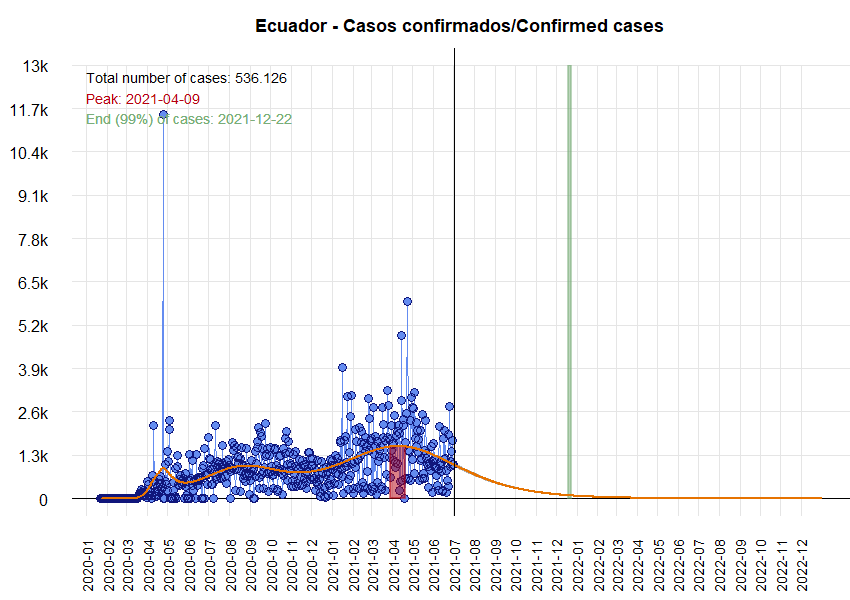 Ecuador - Casos confirmados/Confirmed cases
13k
11.7k
10.4k
9.1k
7.8k
6.5k
5.2k
3.9k
2.6k
1.3k
0
Total number of cases: 536.126
Peak: 2021-04-09
End (99%) of cases: 2021-12-22
2020-01
2020-02
2020-03
2020-04
2020-05
2020-06
2020-07
2020-08
2020-09
2020-10
2020-11
2020-12
2021-01
2021-02
2021-03
2021-04
2021-05
2021-06
2021-07
2021-08
2021-09
2021-10
2021-11
2021-12
2022-01
2022-02
2022-03
2022-04
2022-05
2022-06
2022-07
2022-08
2022-09
2022-10
2022-11
2022-12